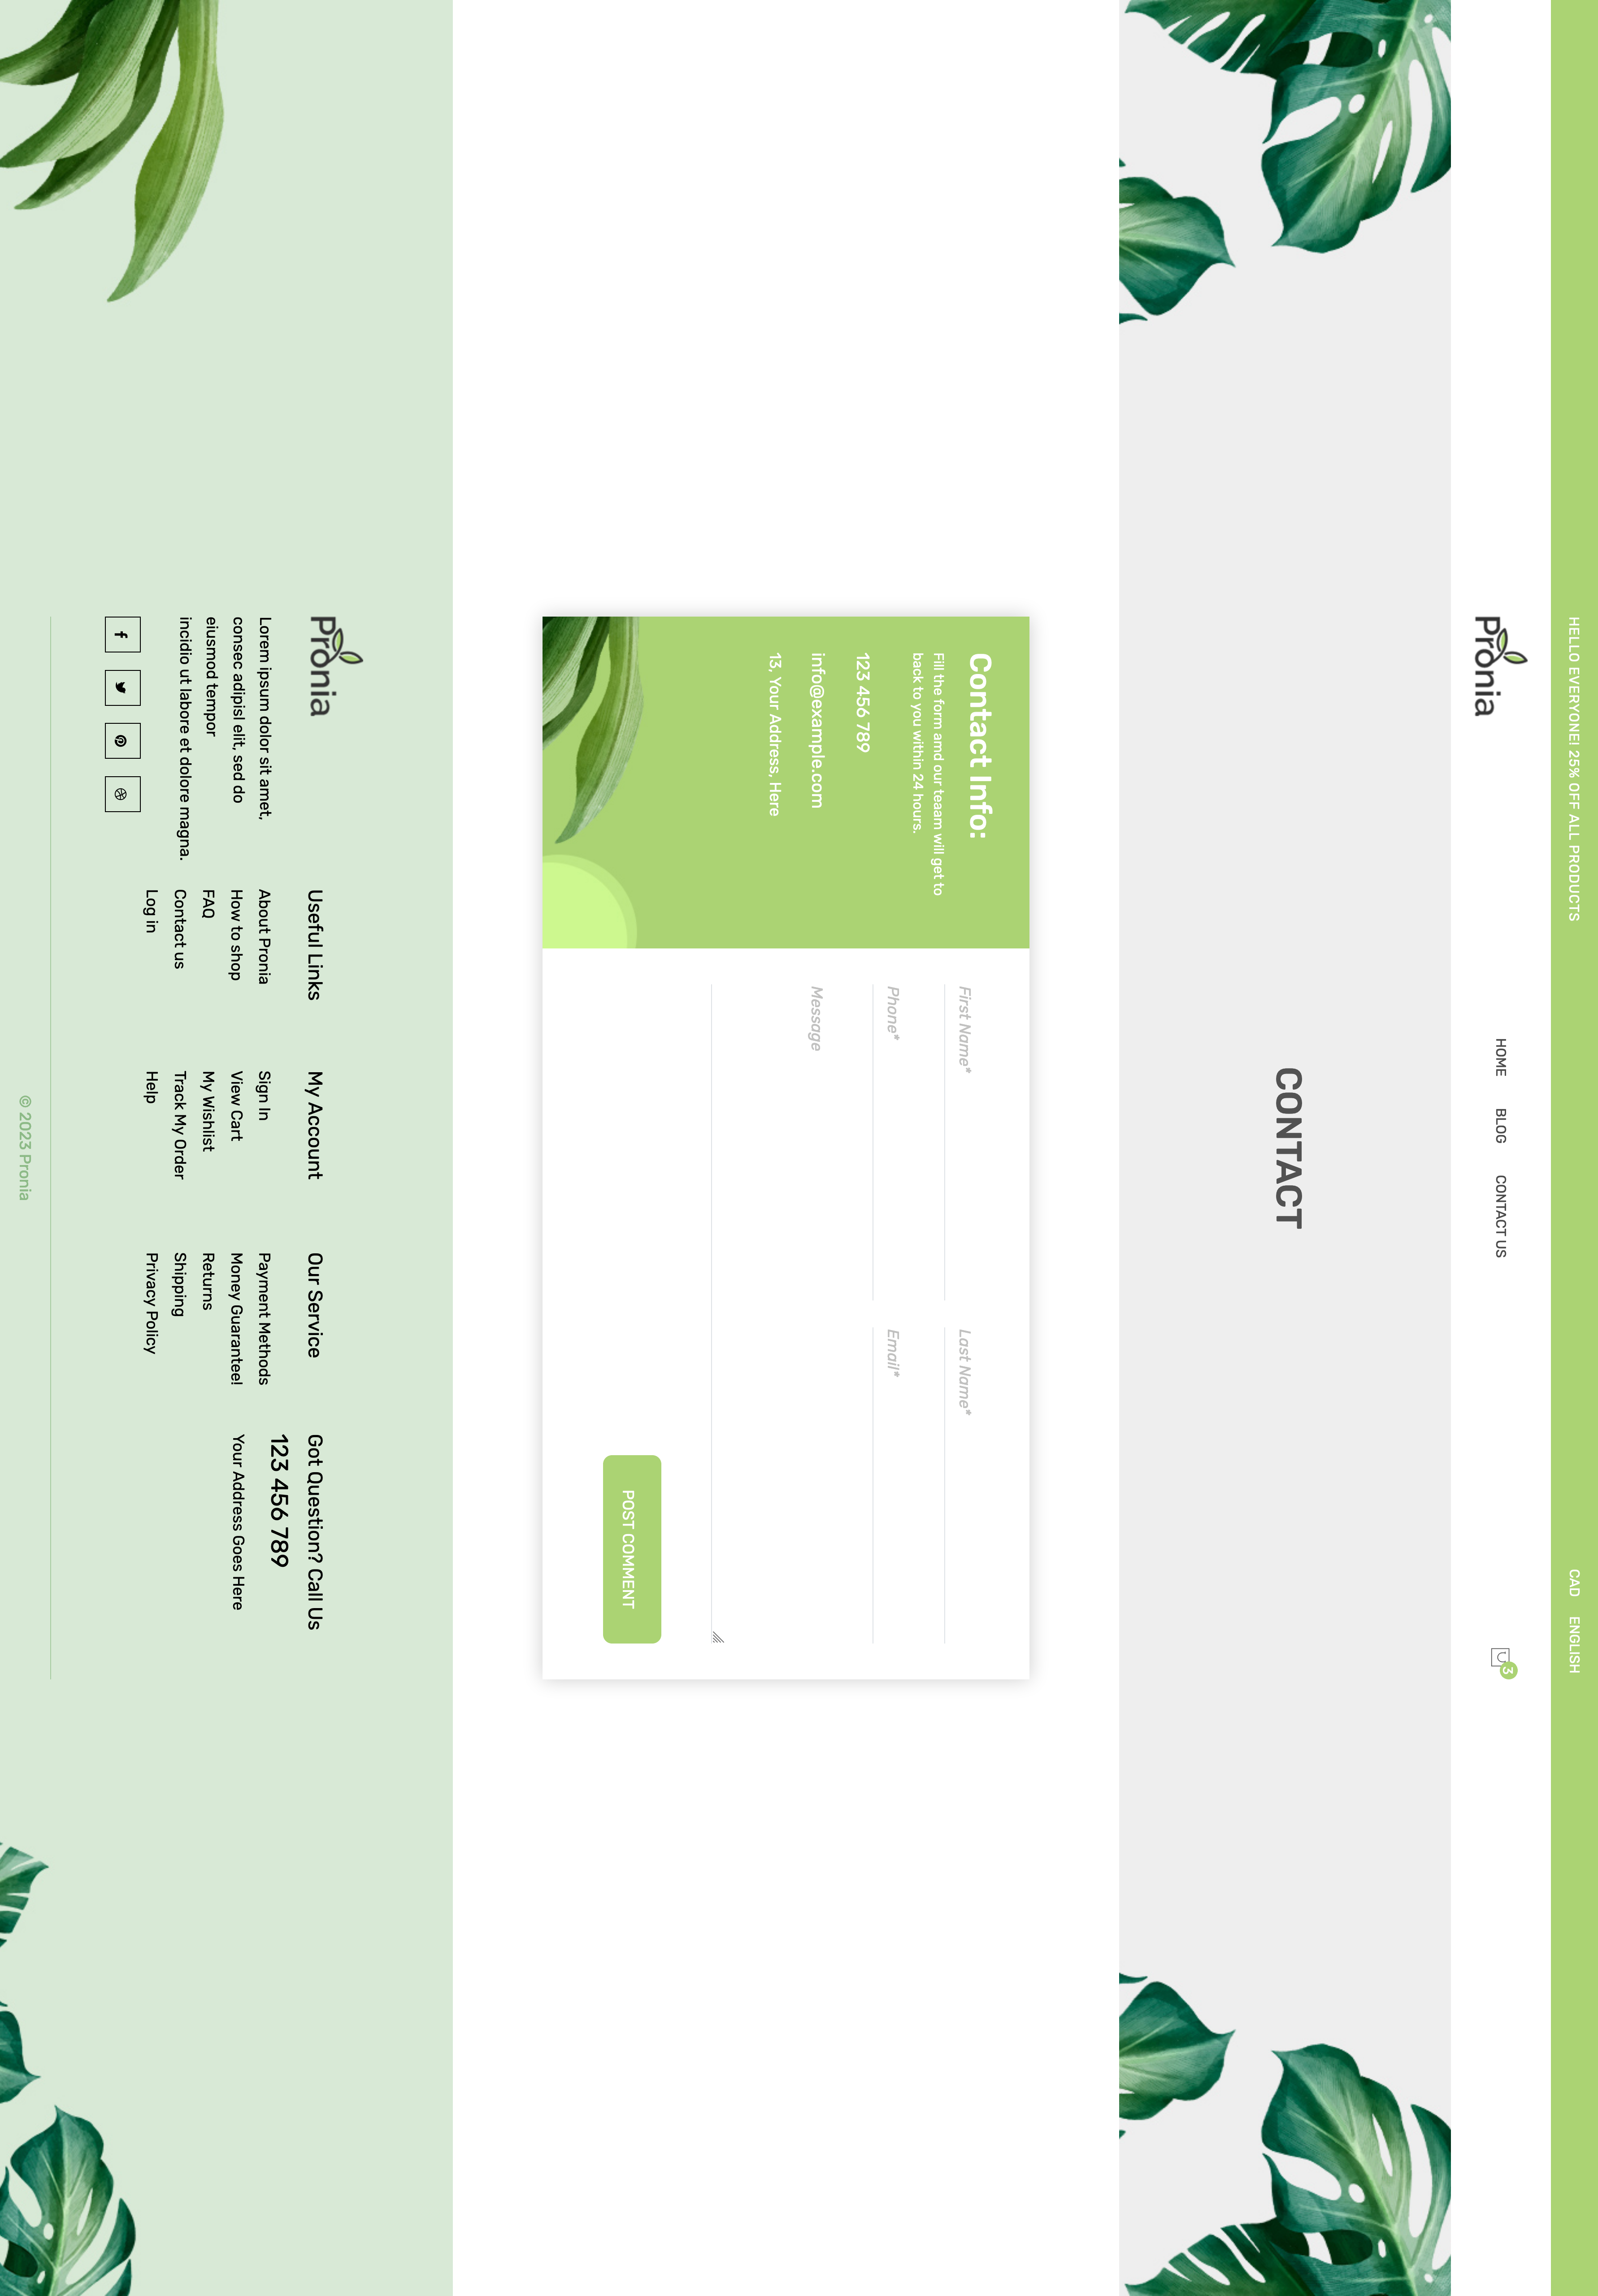 HELLO EVERYONE! 25% OFF ALL PRODUCTS
CAD ENGLISH
Pronia
HOME BLOG CONTACT US
3
CONTACT
Contact Info:
Fill the form amd our teaam will get to
back to you within 24 hours.
123 456 789
info@example.com
13, Your Address, Here
First Name*
Last Name*
Phone*
Email*
Message
POST COMMENT
Pronia
Lorem ipsum dolor sit amet,
consec adipisl elit, sed do
eiusmod tempor
incidio ut labore et dolore magna.
Useful Links
About Pronia
How to shop
FAQ
Contact us
Log in
My Account
Sign In
View Cart
My Wishlist
Track My Order
Help
Our Service
Payment Methods
Money Guarantee!
Returns
Shipping
Privacy Policy
Got Question? Call Us
123 456 789
Your Address Goes Here
© 2023 Pronia